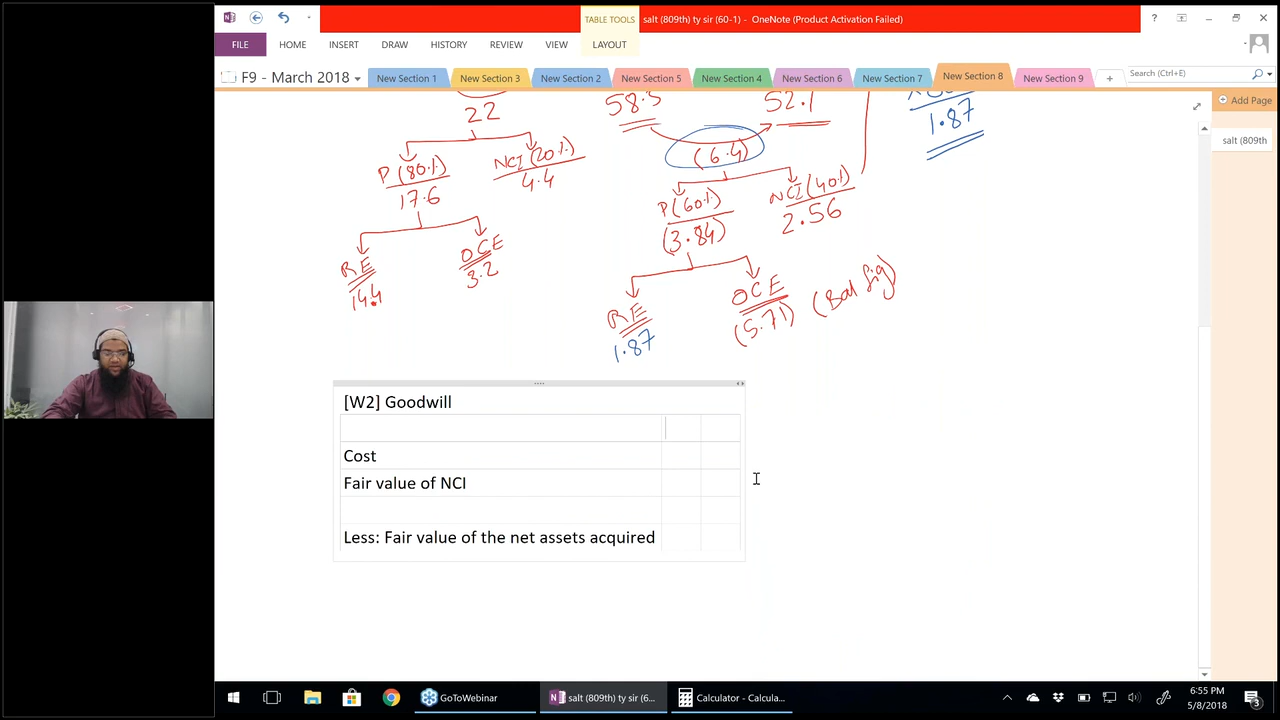 salt (809th) ty sir (60-1) - OneNote (Product Activation Failed)
TABLE TOOLS
FILE HOME INSERT DRAW HISTORY REVIEW VIEW LAYOUT
F9 - March 2018
New Section 1 New Section 3 New Section 2 New Section 5 New Section 4 New Section 6 New Section 7 New Section 8 New Section 9
Search (Ctrl+E)
Add Page
salt (809th
22
58.5 52.1
1.87
(6.4)
P (80%) NCI (20%)
17.6 4.4
P (60%) NCI (40%)
(3.84) 2.56
RE OCE
14.4 3.2
RE OCE (Bal fig)
1.87 (5.71)
[W2] Goodwill
Cost
Fair value of NCI
Less: Fair value of the net assets acquired
GoToWebinar
salt (809th) ty sir (6...
Calculator - Calcula...
6:55 PM
5/8/2018
3